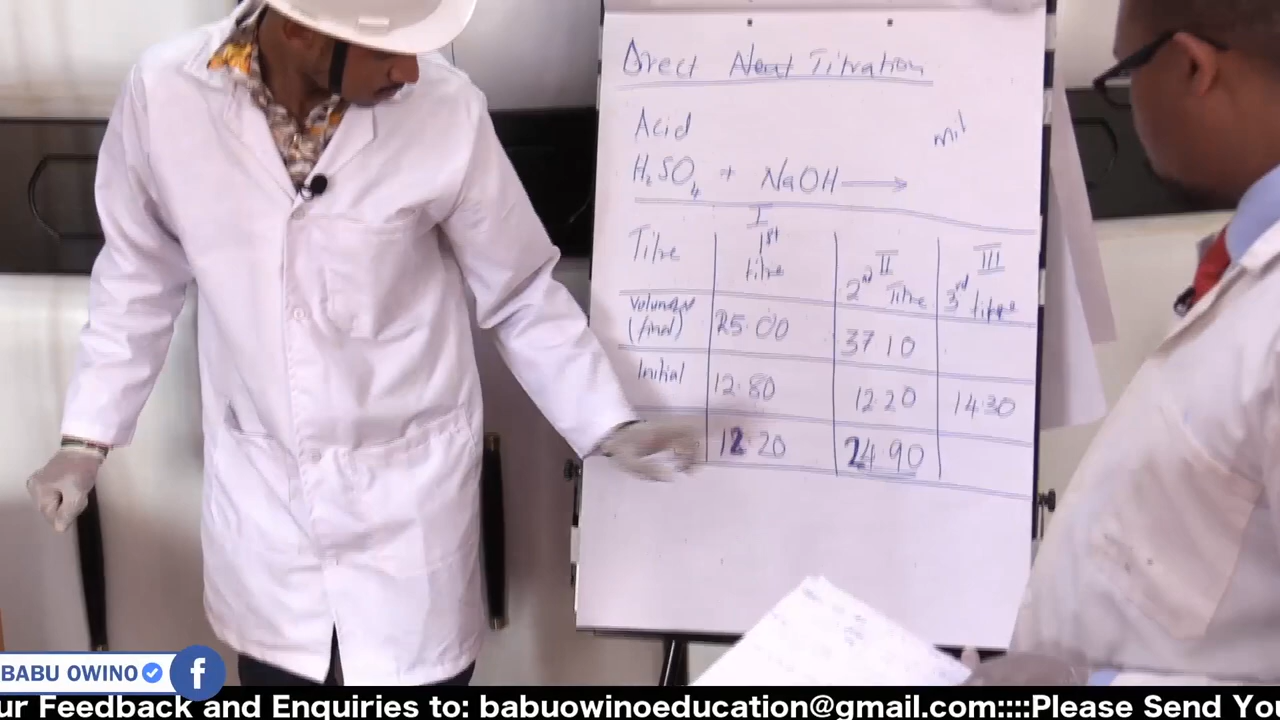 Direct Neat Titration
Acid
mil
H₂SO₄ + NaOH →
Titre I 1st titre II 2nd Titre III 3rd titre
Volume (final) 25.00 37.10
Initial 12.80 12.20 14.30
12.20 24.90
BABU OWINO f
ur Feedback and Enquiries to: babuowinoeducation@gmail.com::::Please Send You